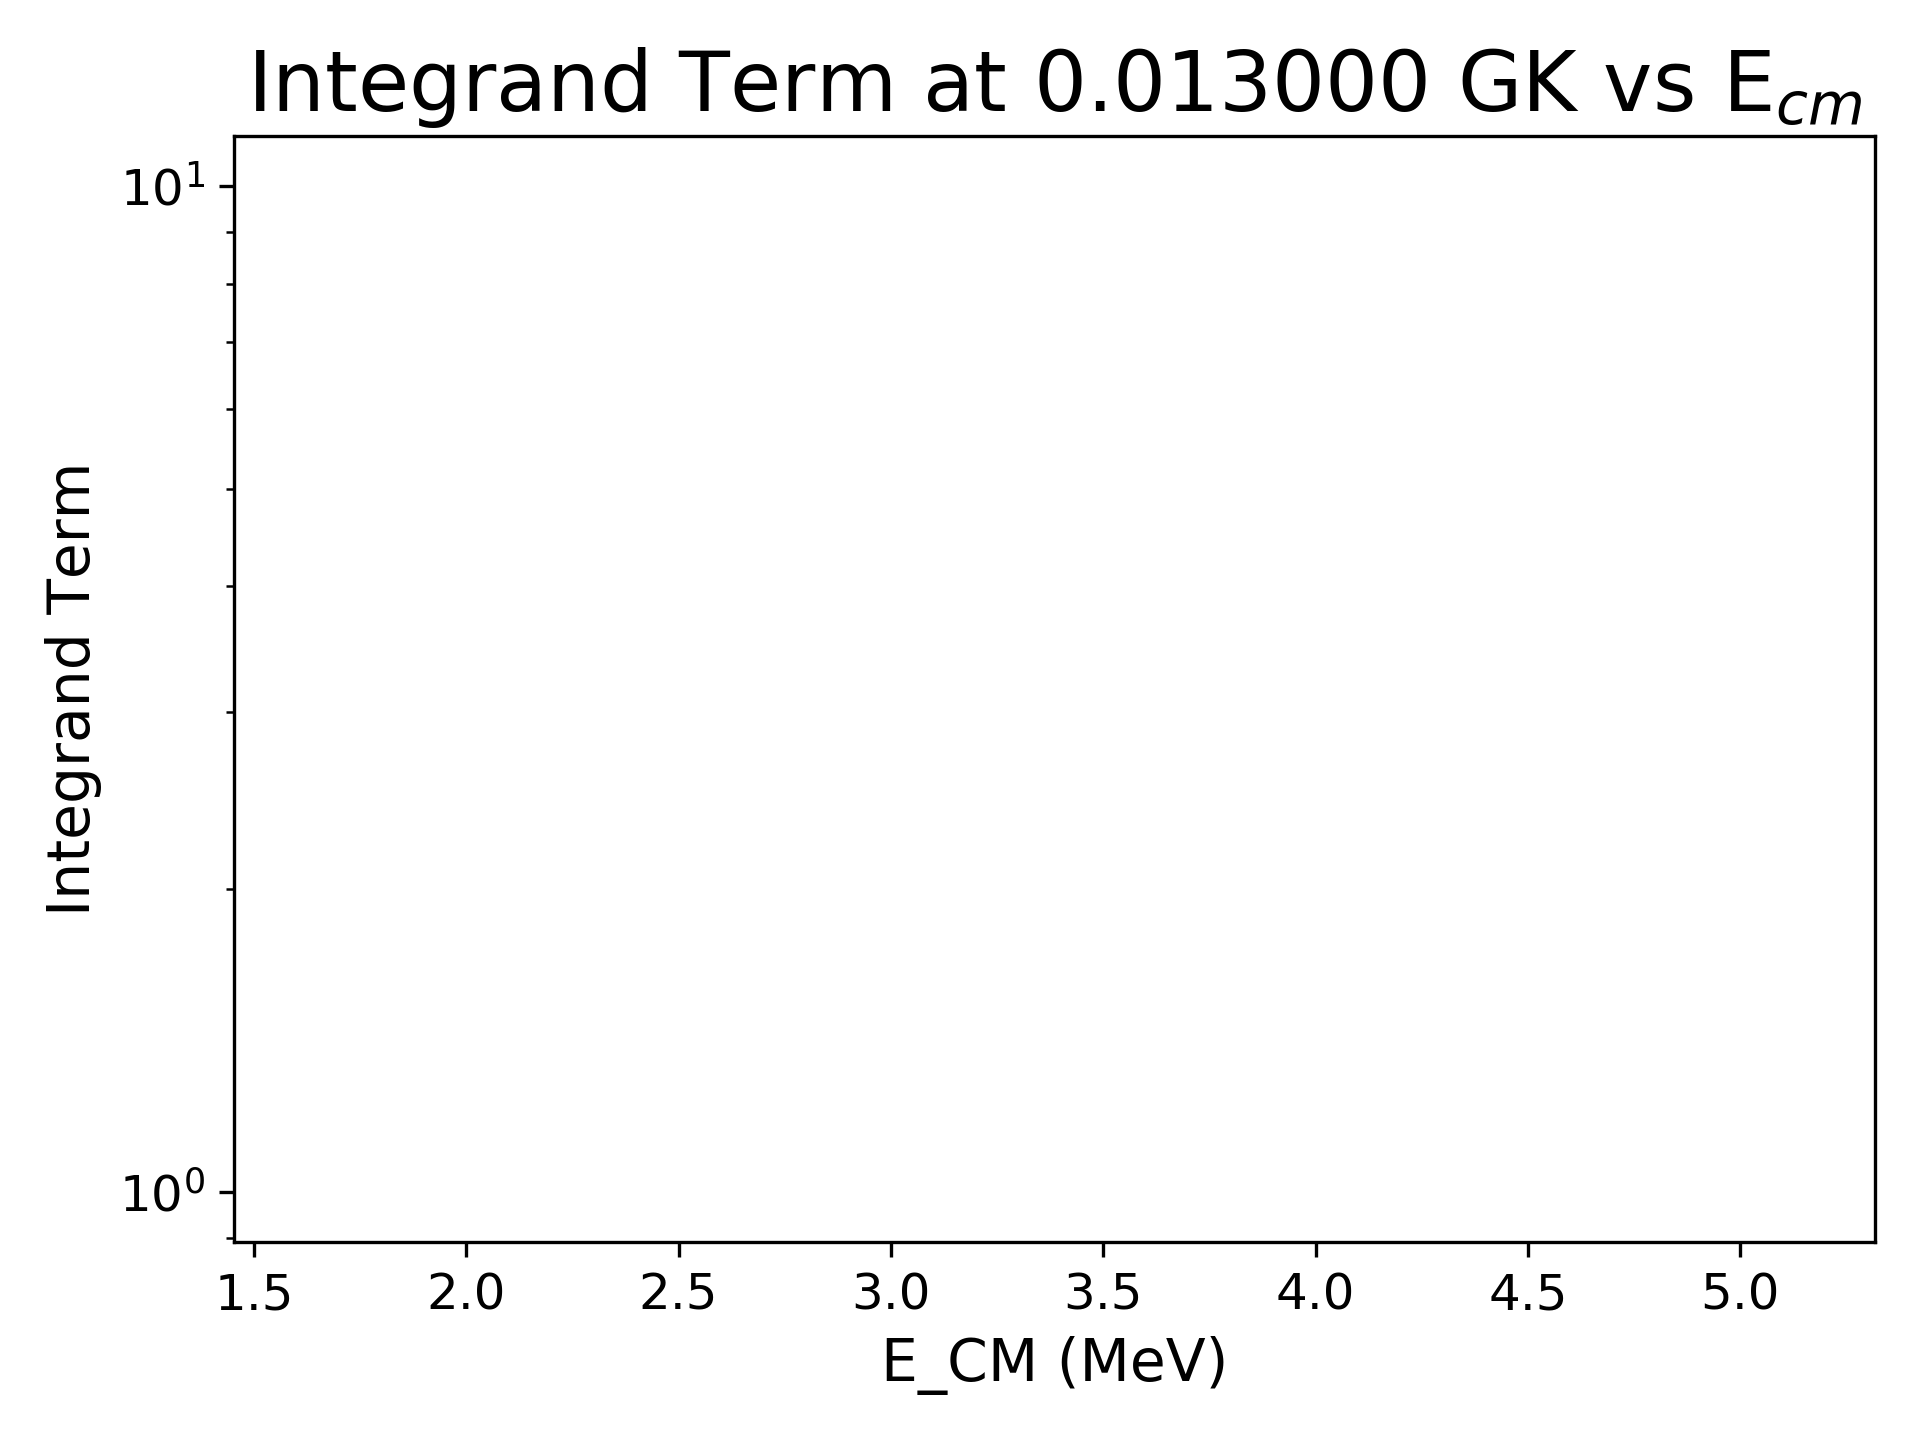 Integrand Term at 0.013000 GK vs E_cm
10^1
Integrand Term
10^0
1.5 2.0 2.5 3.0 3.5 4.0 4.5 5.0
E_CM (MeV)